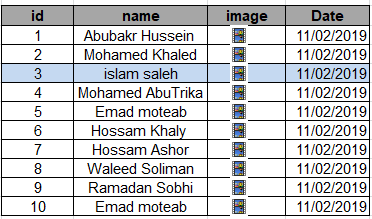 id name image Date
1 Abubakr Hussein 11/02/2019
2 Mohamed Khaled 11/02/2019
3 islam saleh 11/02/2019
4 Mohamed AbuTrika 11/02/2019
5 Emad moteab 11/02/2019
6 Hossam Khaly 11/02/2019
7 Hossam Ashor 11/02/2019
8 Waleed Soliman 11/02/2019
9 Ramadan Sobhi 11/02/2019
10 Emad moteab 11/02/2019